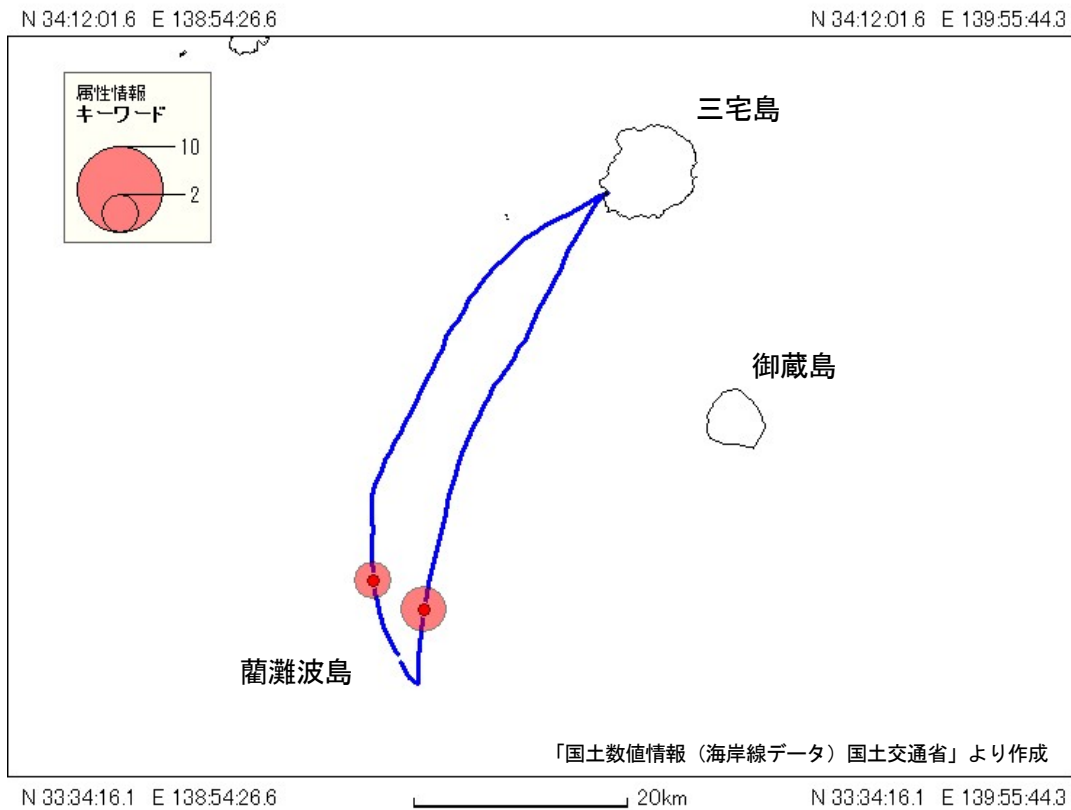 N 34:12:01.6 E 138:54:26.6
N 34:12:01.6 E 139:55:44.3
属性情報
キーワード
10
2
三宅島
御蔵島
藺灘波島
「国土数値情報（海岸線データ）国土交通省」より作成
N 33:34:16.1 E 138:54:26.6
20km
N 33:34:16.1 E 139:55:44.3